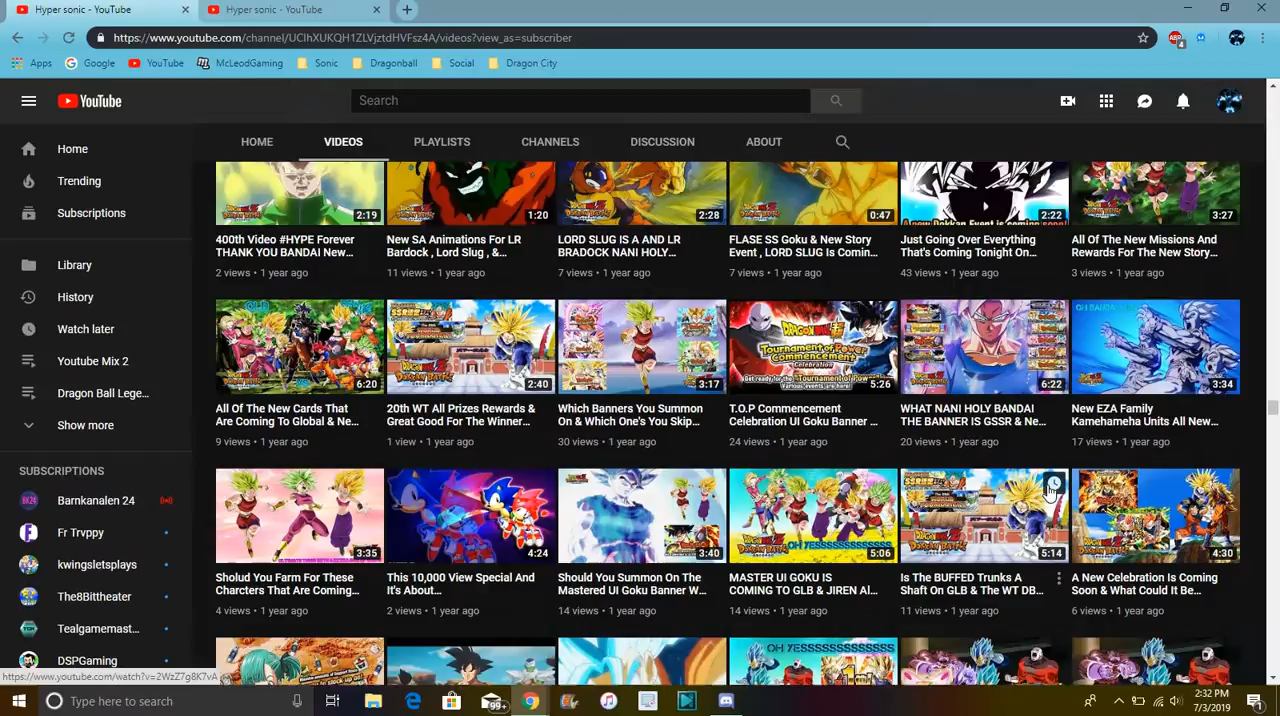 Hyper sonic - YouTube
Hyper sonic - YouTube
https://www.youtube.com/channel/UCIhXUKQH1ZLVjztdHVFsz4A/videos?view_as=subscriber
Apps Google YouTube McLeodGaming Sonic Dragonball Social Dragon City
YouTube
Search
HOME VIDEOS PLAYLISTS CHANNELS DISCUSSION ABOUT
Home
Trending
Subscriptions
Library
History
Watch later
Youtube Mix 2
Dragon Ball Lege...
Show more
SUBSCRIPTIONS
Barnkanalen 24
Fr Trvppy
kwingsletsplays
The8Bittheater
Tealgamemast...
DSPGaming
2:19 1:20 2:28 0:47 2:22 3:27
400th Video #HYPE Forever
THANK YOU BANDAI New...
2 views • 1 year ago
New SA Animations For LR
Bardock , Lord Slug , &...
11 views • 1 year ago
LORD SLUG IS A AND LR
BRADOCK NANI HOLY...
7 views • 1 year ago
FLASE SS Goku & New Story
Event , LORD SLUG Is Comin...
7 views • 1 year ago
Just Going Over Everything
That's Coming Tonight On...
43 views • 1 year ago
All Of The New Missions And
Rewards For The New Story...
3 views • 1 year ago
6:20 2:40 3:17 5:26 6:22 3:34
DRAGONBALL
Tournament of Power
Commencement
Celebration
All Of The New Cards That
Are Coming To Global & Ne...
9 views • 1 year ago
20th WT All Prizes Rewards &
Great Good For The Winner...
1 view • 1 year ago
Which Banners You Summon
On & Which One's You Skip...
30 views • 1 year ago
T.O.P Commencement
Celebration UI Goku Banner ...
24 views • 1 year ago
WHAT NANI HOLY BANDAI
THE BANNER IS GSSR & Ne...
20 views • 1 year ago
New EZA Family
Kamehameha Units All New...
17 views • 1 year ago
3:35 4:24 3:40 5:06 5:14 4:30
Sholud You Farm For These
Charcters That Are Coming...
4 views • 1 year ago
This 10,000 View Special And
It's About...
2 views • 1 year ago
Should You Summon On The
Mastered UI Goku Banner W...
14 views • 1 year ago
MASTER UI GOKU IS
COMING TO GLB & JIREN Al...
14 views • 1 year ago
Is The BUFFED Trunks A
Shaft On GLB & The WT DB...
11 views • 1 year ago
A New Celebration Is Coming
Soon & What Could It Be...
6 views • 1 year ago
https://www.youtube.com/watch?v=2WzZ7g8K7vA
Type here to search
99+
2:32 PM
7/3/2019